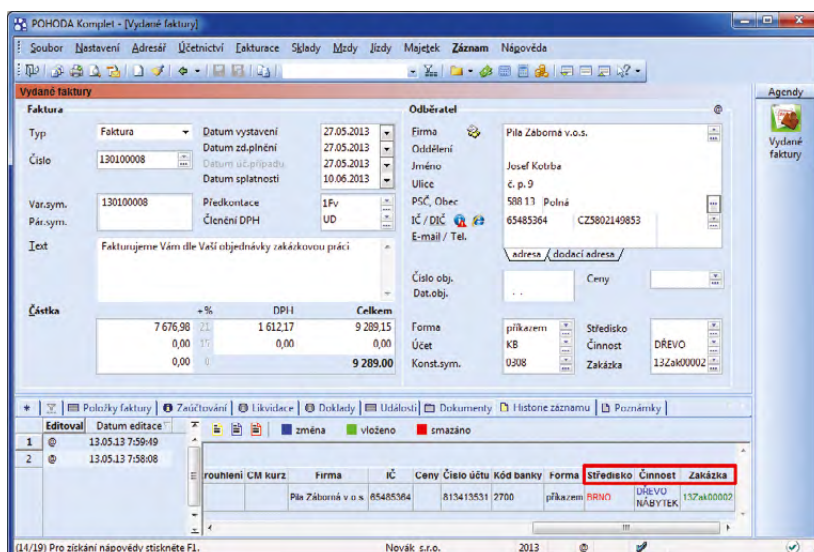 POHODA Komplet - [Vydané faktury]
Soubor Nastavení Adresář Účetnictví Fakturace Sklady Mzdy Jízdy Majetek Záznam Nápověda
Vydané faktury
Agendy
Vydané faktury
Faktura
Typ Faktura
Číslo 130100008
Datum vystavení 27.05.2013
Datum zd.plnění 27.05.2013
Datum úč.případu 27.05.2013
Datum splatnosti 10.06.2013
Var.sym. 130100008
Pár.sym.
Předkontace 1Fv
Členění DPH UD
Text Fakturujeme Vám dle Vaší objednávky zakázkovou práci
Částka + % DPH Celkem
7 676,98 21 1 612,17 9 289,15
0,00 15 0,00 0,00
0,00 0 9 289.00
Odběratel @
Firma Pila Záborná v.o.s.
Oddělení
Jméno Josef Kotrba
Ulice č. p. 9
PSČ, Obec 588 13 Polná
IČ / DIČ 65485364 CZ5802149853
E-mail / Tel.
adresa dodací adresa
Číslo obj. Ceny
Dat.obj. . .
Forma příkazem Středisko
Účet KB Činnost DŘEVO
Konst.sym. 0308 Zakázka 13Zak00002
* Položky faktury Zaúčtování Likvidace Doklady Události Dokumenty Historie záznamu Poznámky
Editoval Datum editace
1 @ 13.05.13 7:59:49
2 @ 13.05.13 7:58:08
změna vloženo smazáno
rouhlení CM kurz Firma IČ Ceny Číslo účtu Kód banky Forma Středisko Činnost Zakázka
Pila Záborná v o s. 65485364 813413531 2700 příkazem BRNO DŘEVO 13Zak00002
NÁBYTEK
(14/19) Pro získání nápovědy stiskněte F1. Novák s.r.o. 2013 @